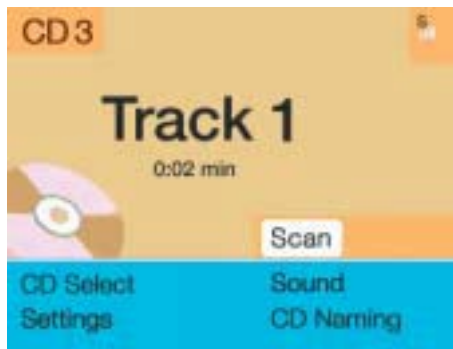 CD 3
S
Track 1
0:02 min
Scan
CD Select Sound
Settings CD Naming